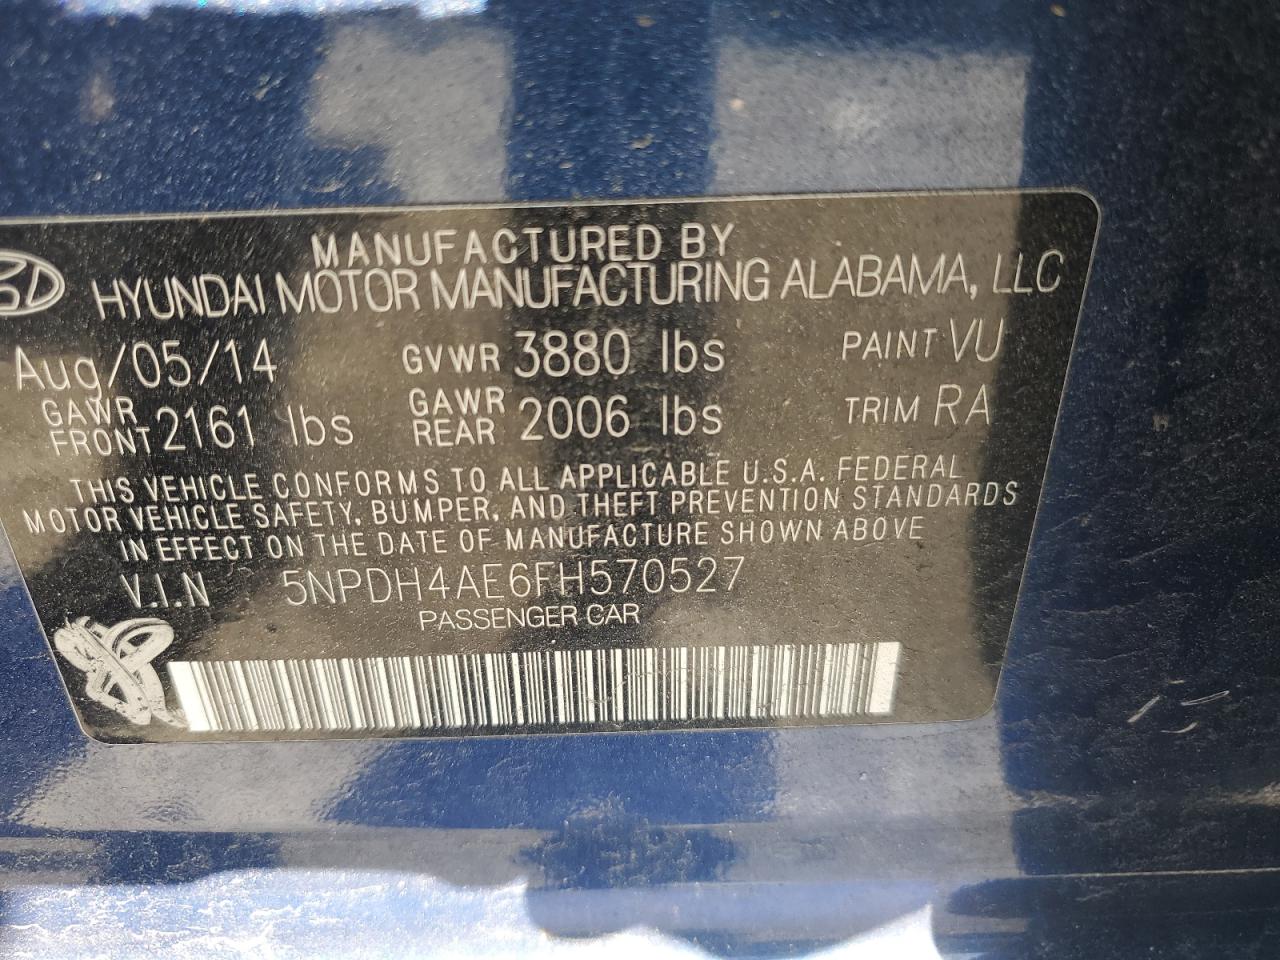 MANUFACTURED BY
HYUNDAI MOTOR MANUFACTURING ALABAMA, LLC
Aug/05/14 GVWR 3880 lbs PAINT VU
GAWR FRONT 2161 lbs GAWR REAR 2006 lbs TRIM RA
THIS VEHICLE CONFORMS TO ALL APPLICABLE U.S.A. FEDERAL
MOTOR VEHICLE SAFETY, BUMPER, AND THEFT PREVENTION STANDARDS
IN EFFECT ON THE DATE OF MANUFACTURE SHOWN ABOVE
V.I.N 5NPDH4AE6FH570527
PASSENGER CAR